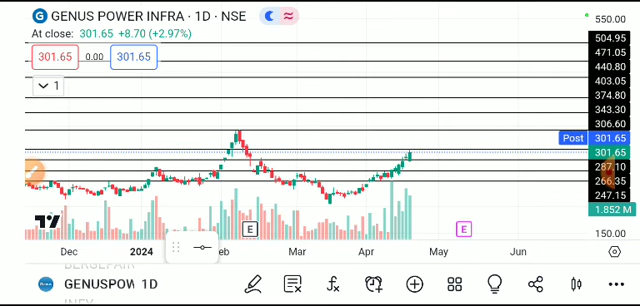 G GENUS POWER INFRA · 1D · NSE
At close: 301.65 +8.70 (+2.97%)
301.65 0.00 301.65
1
550.00
504.95
471.05
440.80
403.05
374.80
343.30
306.60
Post 301.65
301.65
287.10
266.35
247.15
1.852 M
150.00
E E
Dec 2024 Mar Apr May Jun
GENUSPOW 1D